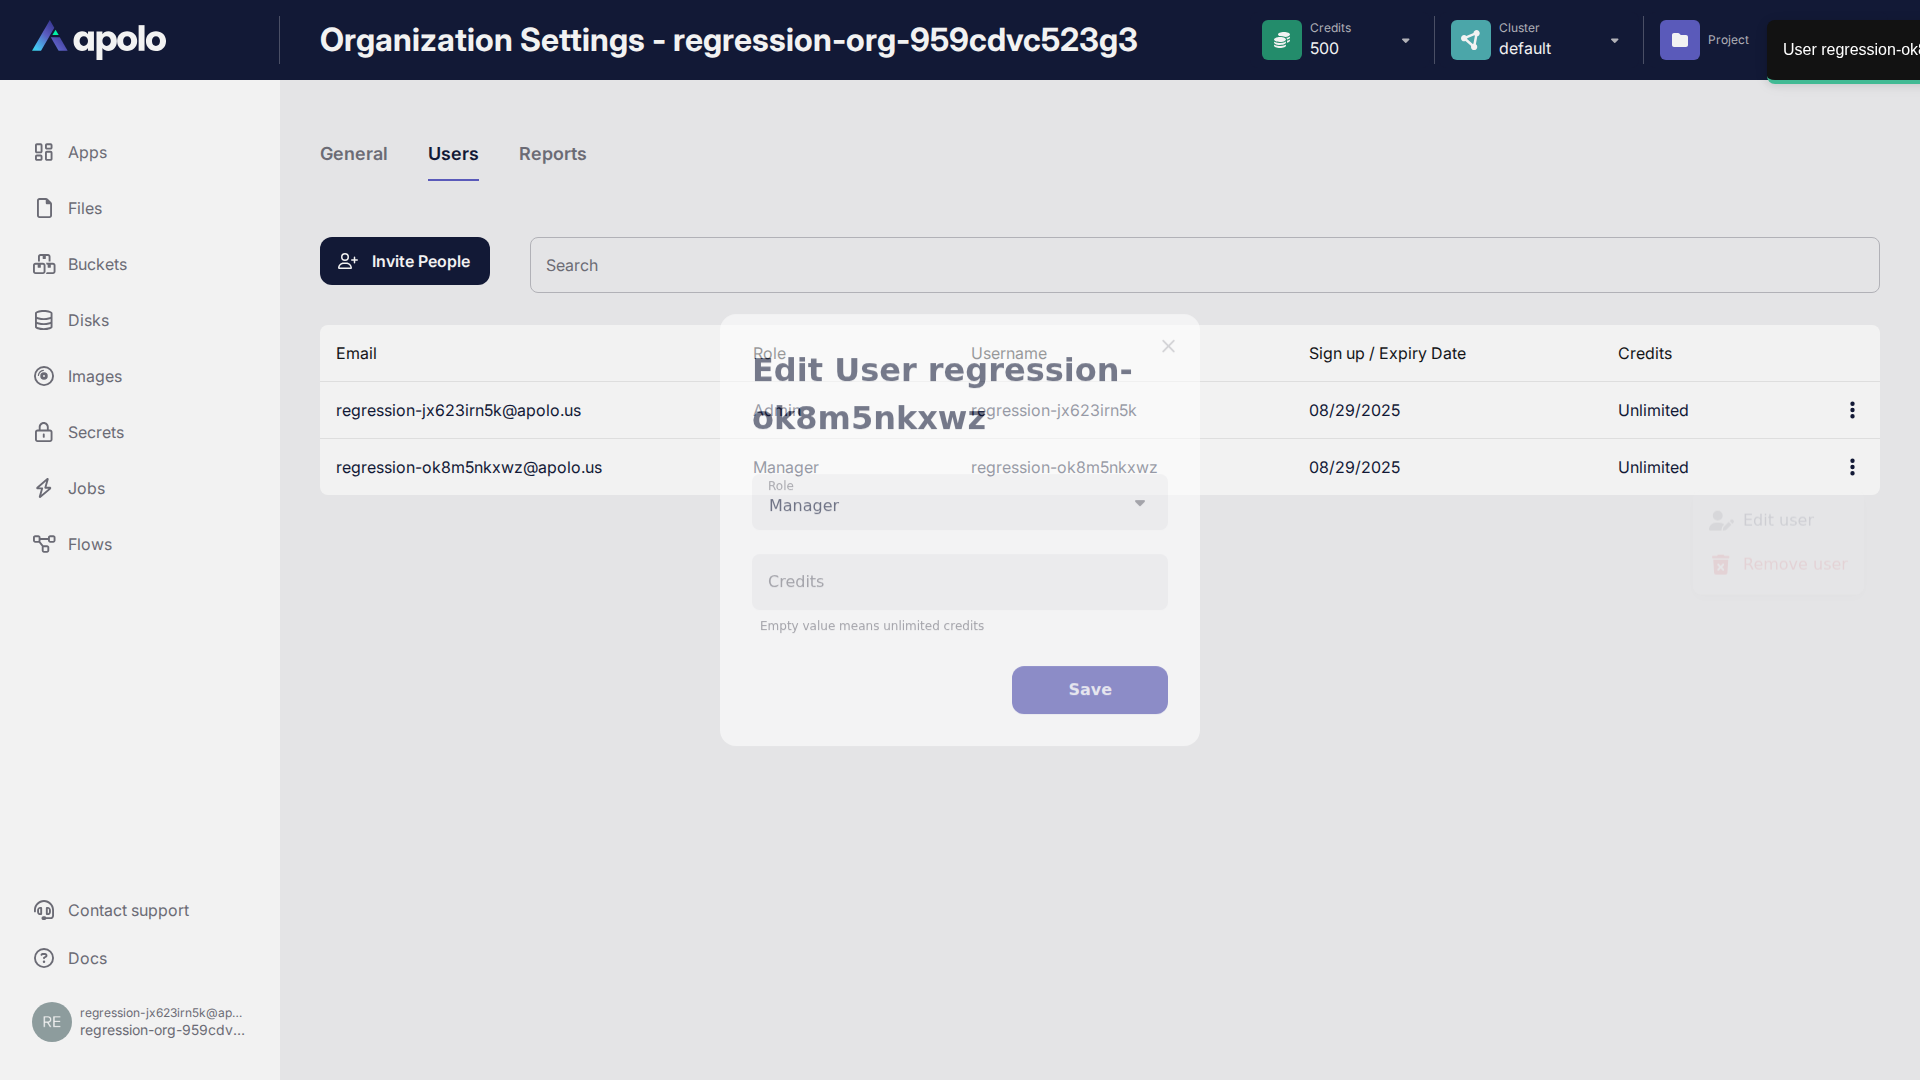 apolo
Organization Settings - regression-org-959cdvc523g3
Credits
500
Cluster
default
Project
User regression-ok8
Apps
Files
Buckets
Disks
Images
Secrets
Jobs
Flows
Contact support
Docs
RE
regression-jx623irn5k@ap...
regression-org-959cdv...
General
Users
Reports
Invite People
Search
Email
Role
Username
Sign up / Expiry Date
Credits
regression-jx623irn5k@apolo.us
Admin
regression-jx623irn5k
08/29/2025
Unlimited
regression-ok8m5nkxwz@apolo.us
Manager
regression-ok8m5nkxwz
08/29/2025
Unlimited
Edit User regression-
ok8m5nkxwz
Role
Manager
Credits
Empty value means unlimited credits
Save
Edit user
Remove user